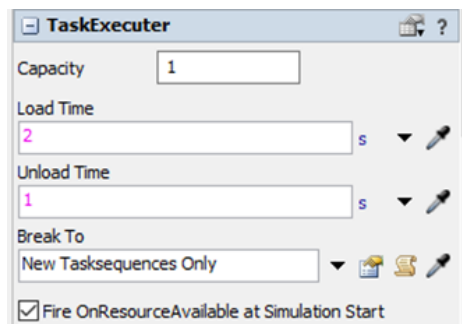 TaskExecuter ?
Capacity 1
Load Time
2 s
Unload Time
1 s
Break To
New Tasksequences Only
Fire OnResourceAvailable at Simulation Start